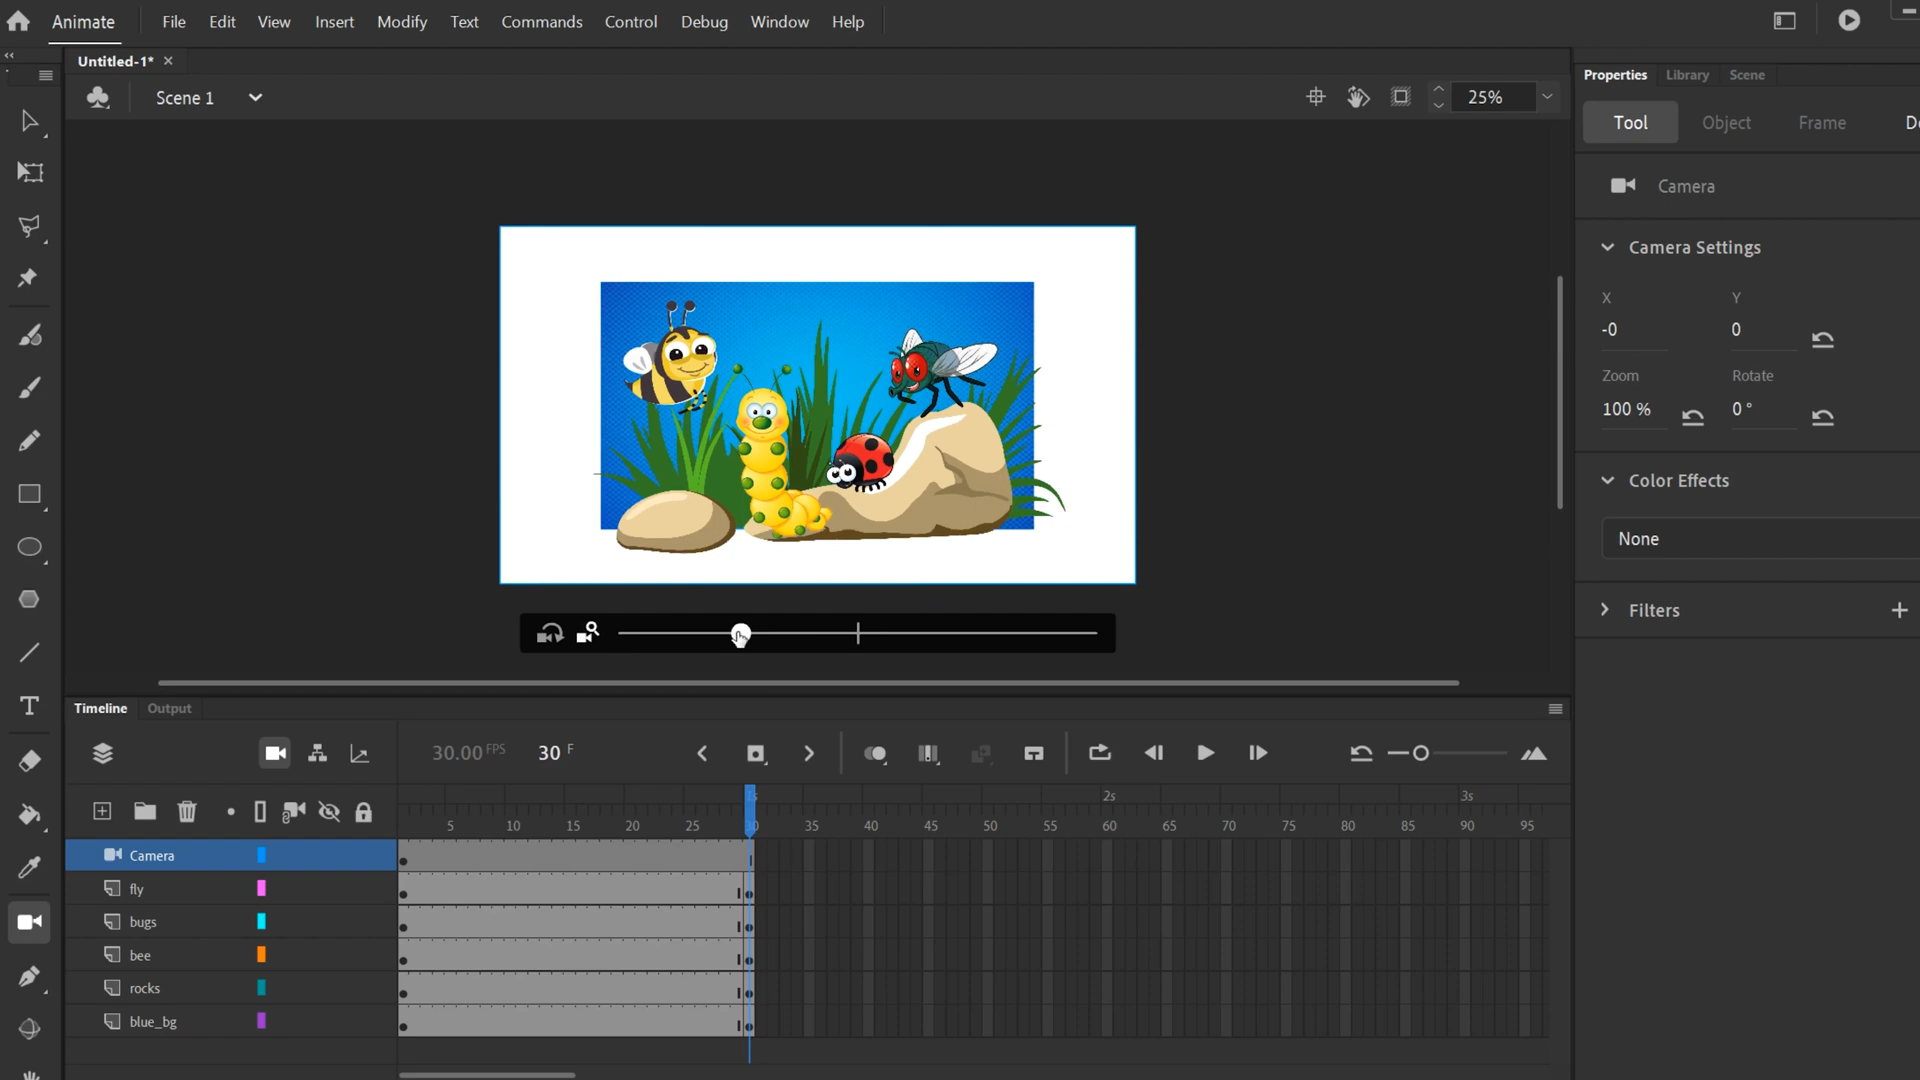 Animate File Edit View Insert Modify Text Commands Control Debug Window Help
Untitled-1*
Scene 1 25%
Properties Library Scene
Tool Object Frame
Camera
Camera Settings
X Y
-0 0
Zoom Rotate
100 % 0 °
Color Effects
None
Filters
Timeline Output
30.00 FPS 30 F
1s 2s 3s
5 10 15 20 25 30 35 40 45 50 55 60 65 70 75 80 85 90 95
Camera
fly
bugs
bee
rocks
blue_bg